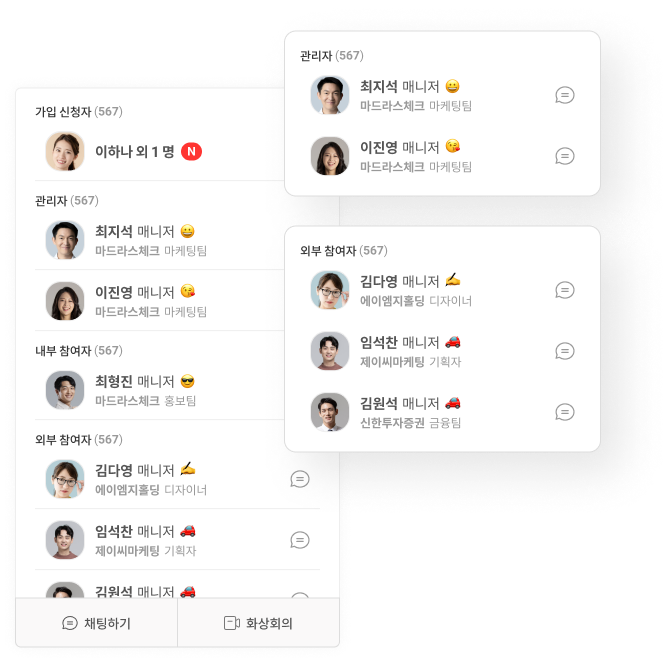 가입 신청자 (567)
이하나 외 1 명 N
관리자 (567)
최지석 매니저 😀
마드라스체크 마케팅팀
이진영 매니저 😘
마드라스체크 마케팅팀
내부 참여자 (567)
최형진 매니저 😎
마드라스체크 홍보팀
외부 참여자 (567)
김다영 매니저 ✍️
에이엠지홀딩 디자이너
임석찬 매니저 🚗
제이씨마케팅 기획자
김원석 매니저 🚗
채팅하기
화상회의
관리자 (567)
최지석 매니저 😀
마드라스체크 마케팅팀
이진영 매니저 😘
마드라스체크 마케팅팀
외부 참여자 (567)
김다영 매니저 ✍️
에이엠지홀딩 디자이너
임석찬 매니저 🚗
제이씨마케팅 기획자
김원석 매니저 🚗
신한투자증권 금융팀